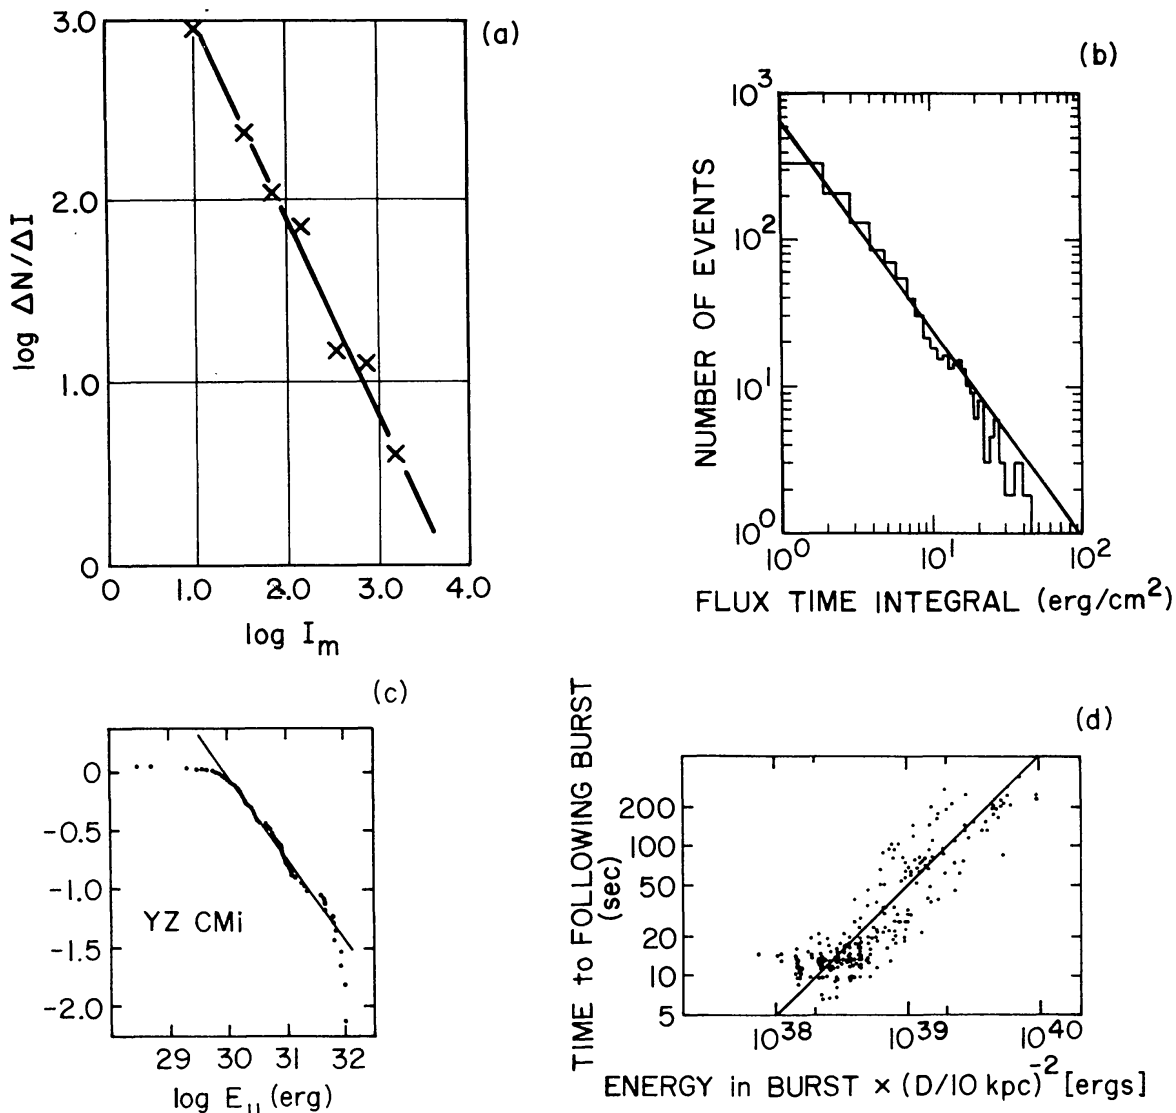 (a)
3.0
2.0
1.0
0
log ΔN/ΔI
0 1.0 2.0 3.0 4.0
log I_m
(b)
10^3
10^2
10^1
10^0
NUMBER OF EVENTS
10^0 10^1 10^2
FLUX TIME INTEGRAL (erg/cm^2)
(c)
0
-0.5
-1.0
-1.5
-2.0
YZ CMi
29 30 31 32
log E_u (erg)
(d)
TIME to FOLLOWING BURST
(sec)
200
100
50
20
10
5
10^38 10^39 10^40
ENERGY in BURST × (D/10 kpc)^-2 [ergs]